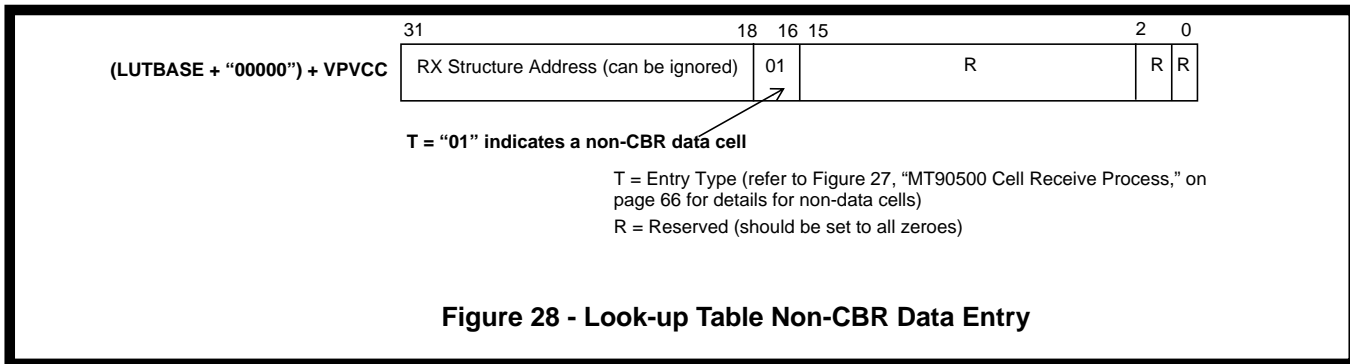 31 18 16 15 2 0
(LUTBASE + “00000”) + VPVCC RX Structure Address (can be ignored) 01 R R R
T = “01” indicates a non-CBR data cell
T = Entry Type (refer to Figure 27, “MT90500 Cell Receive Process,” on
page 66 for details for non-data cells)
R = Reserved (should be set to all zeroes)
Figure 28 - Look-up Table Non-CBR Data Entry